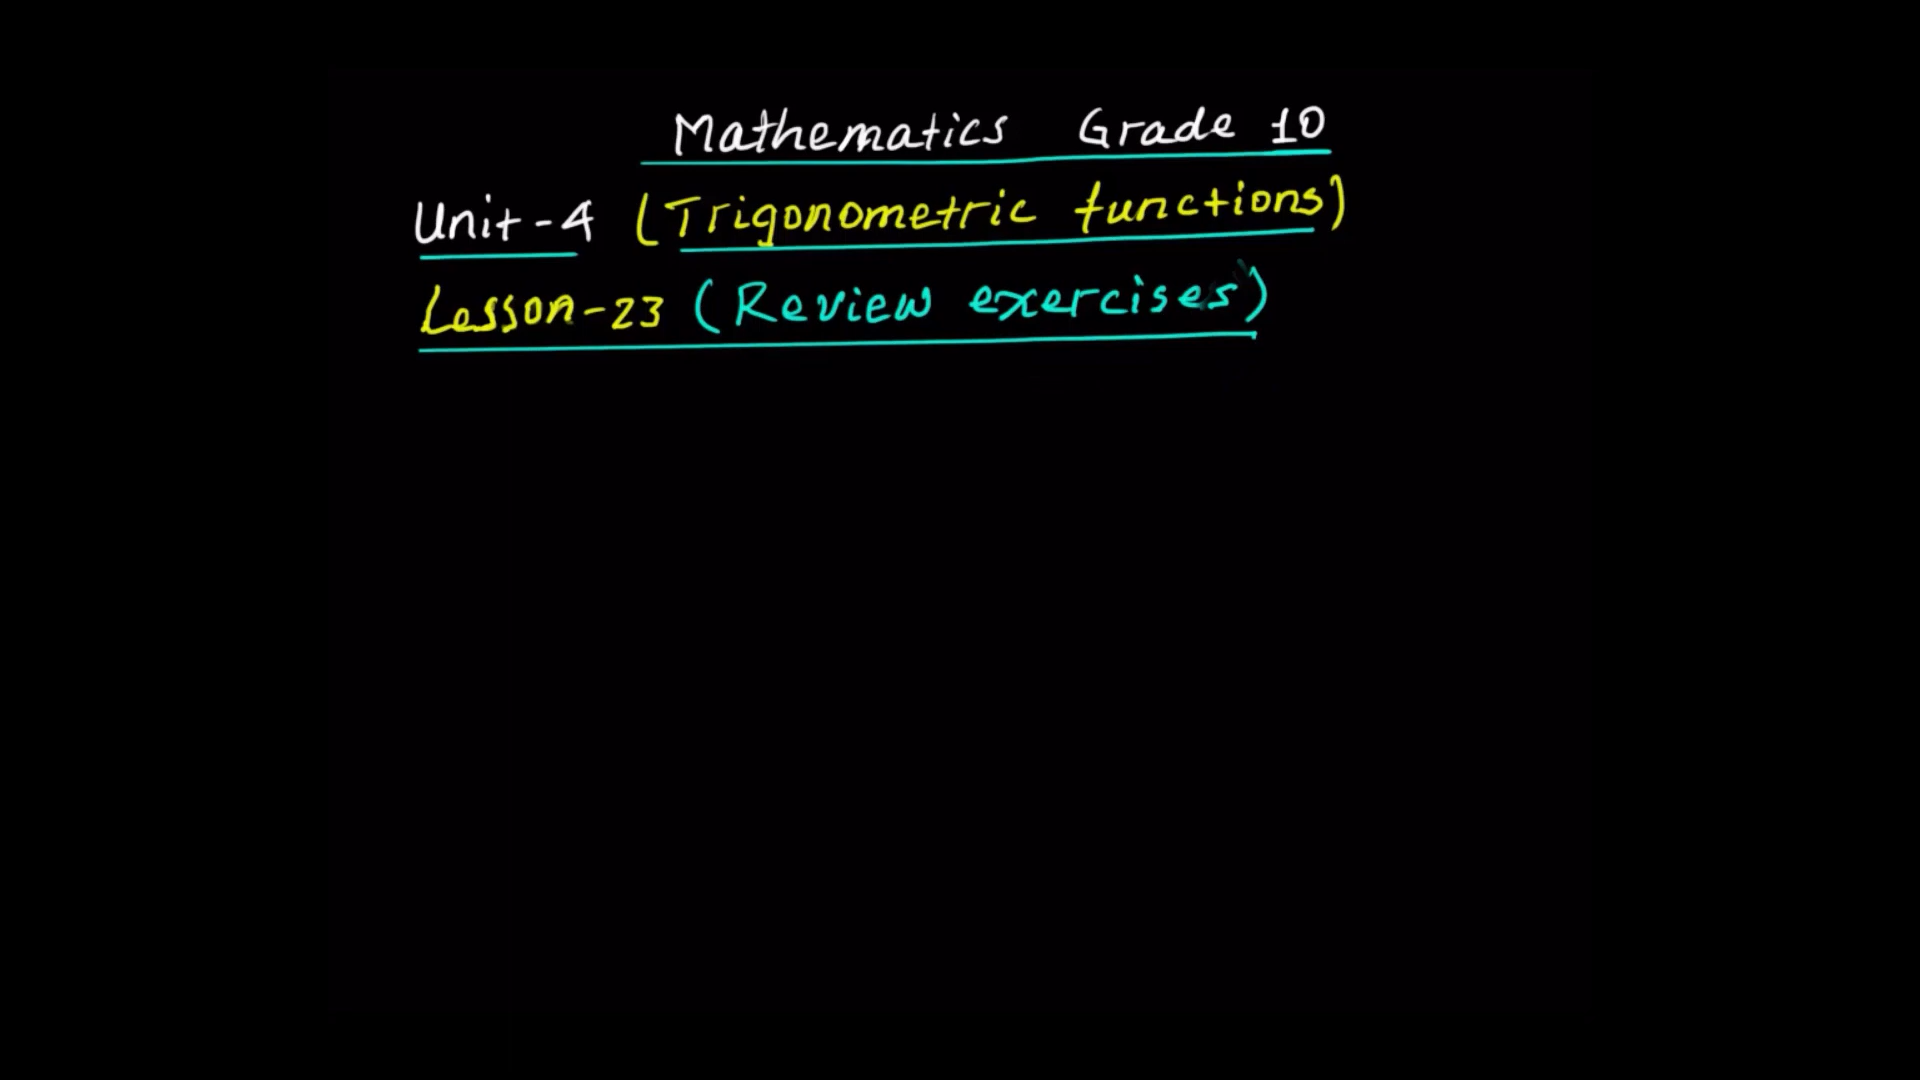 Mathematics Grade 10
Unit-4 (Trigonometric functions)
Lesson-23 (Review exercises)